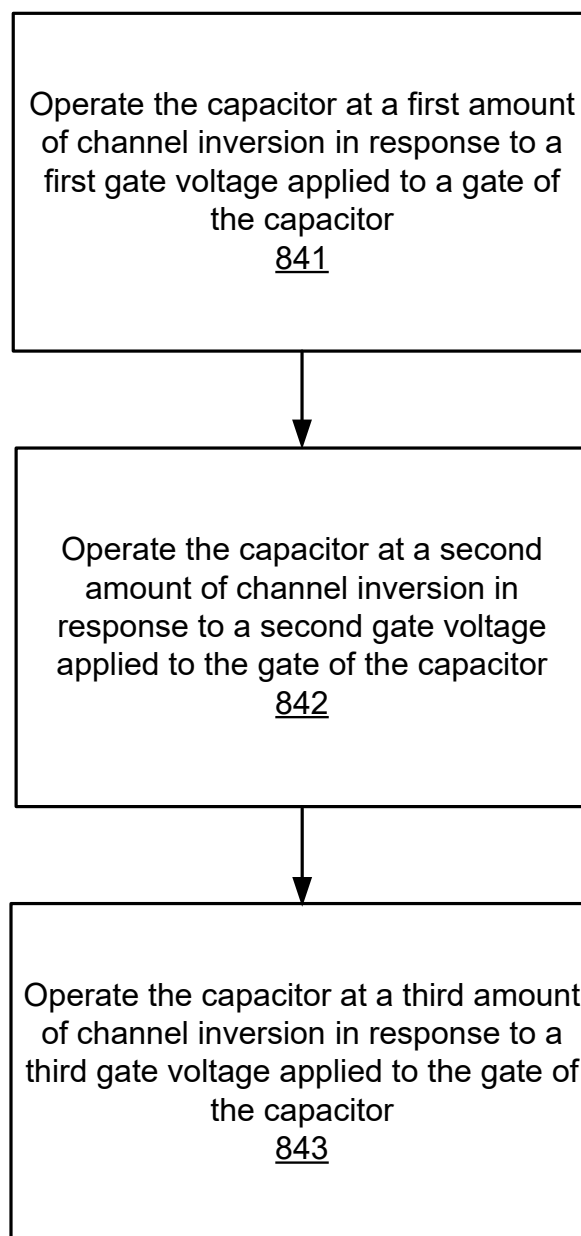 Operate the capacitor at a first amount
of channel inversion in response to a
first gate voltage applied to a gate of
the capacitor
841
Operate the capacitor at a second
amount of channel inversion in
response to a second gate voltage
applied to the gate of the capacitor
842
Operate the capacitor at a third amount
of channel inversion in response to a
third gate voltage applied to the gate of
the capacitor
843